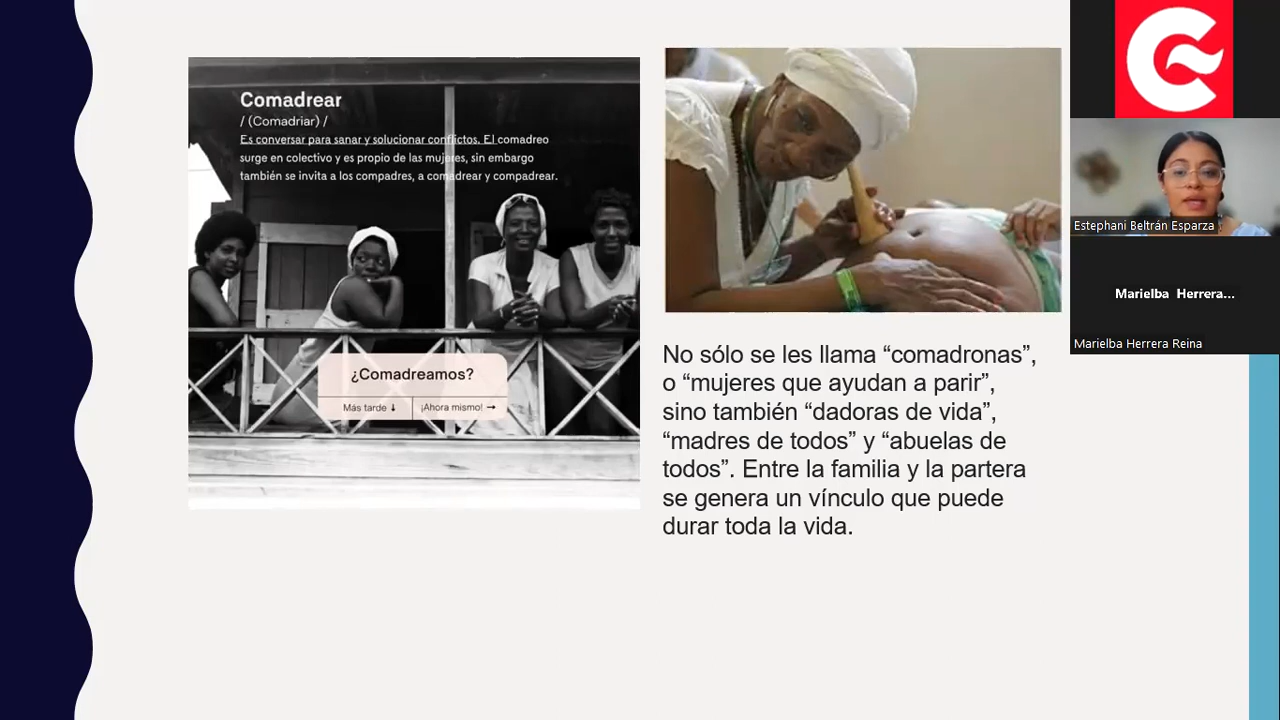 Comadrear
/ (Comadriar) /
Es conversar para sanar y solucionar conflictos. El comadreo
surge en colectivo y es propio de las mujeres, sin embargo
también se invita a los compadres, a comadrear y compadrear.
¿Comadreamos?
Más tarde ↓
¡Ahora mismo! →
No sólo se les llama “comadronas”,
o “mujeres que ayudan a parir”,
sino también “dadoras de vida”,
“madres de todos” y “abuelas de
todos”. Entre la familia y la partera
se genera un vínculo que puede
durar toda la vida.
Estephani Beltrán Esparza
Marielba Herrera...
Marielba Herrera Reina